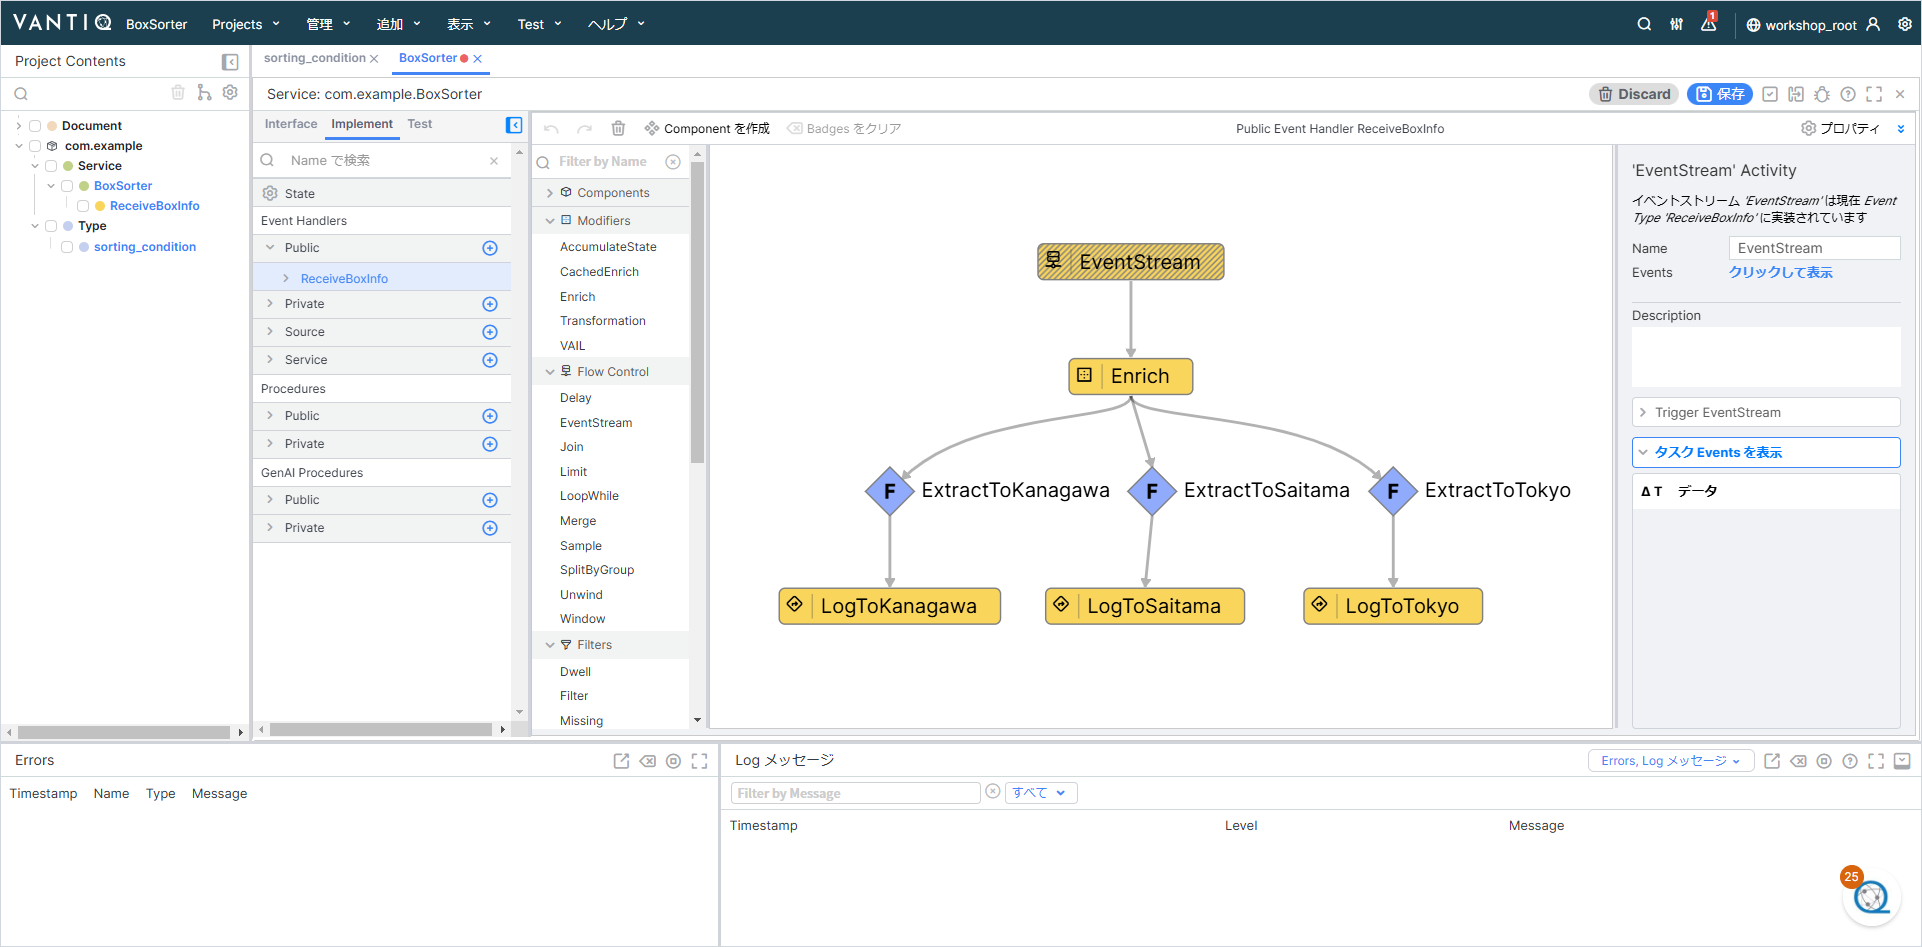 VANTIQ BoxSorter Projects 管理 追加 表示 Test ヘルプ 1 workshop_root
Project Contents
Document
com.example
Service
BoxSorter
ReceiveBoxInfo
Type
sorting_condition
sorting_condition BoxSorter
Service: com.example.BoxSorter Discard 保存
Interface Implement Test
Name で検索
State
Event Handlers
Public
ReceiveBoxInfo
Private
Source
Service
Procedures
Public
Private
GenAI Procedures
Public
Private
Component を作成 Badges をクリア Public Event Handler ReceiveBoxInfo プロパティ
Filter by Name
Components
Modifiers
AccumulateState
CachedEnrich
Enrich
Transformation
VAIL
Flow Control
Delay
EventStream
Join
Limit
LoopWhile
Merge
Sample
SplitByGroup
Unwind
Window
Filters
Dwell
Filter
Missing
EventStream
Enrich
F ExtractToKanagawa F ExtractToSaitama F ExtractToTokyo
LogToKanagawa LogToSaitama LogToTokyo
'EventStream' Activity
イベントストリーム 'EventStream' は現在 Event
Type 'ReceiveBoxInfo' に実装されています
Name EventStream
Events クリックして表示
Description
Trigger EventStream
タスク Events を表示
Δ T データ
Errors
Timestamp Name Type Message
Log メッセージ Errors, Log メッセージ
Filter by Message すべて
Timestamp Level Message
25